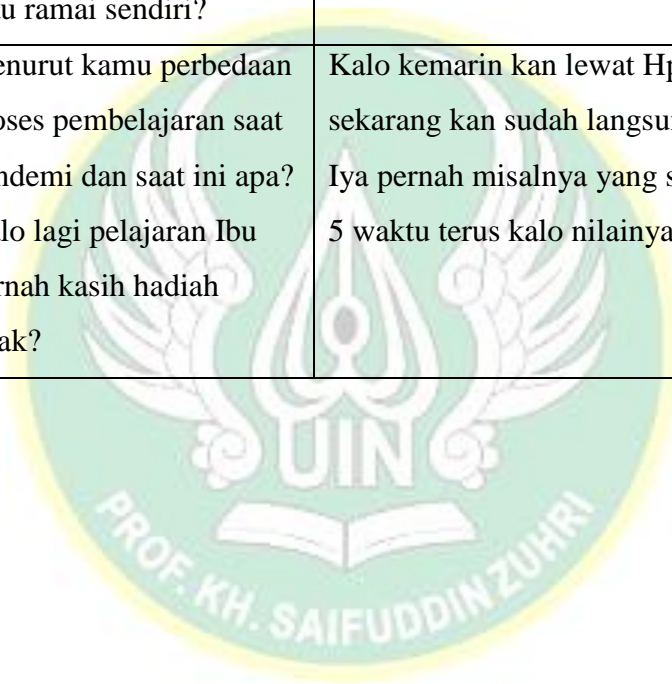 u ramai sendiri?
enurut kamu perbedaan
oses pembelajaran saat
ndemi dan saat ini apa?
lo lagi pelajaran Ibu
rnah kasih hadiah
ak?
Kalo kemarin kan lewat Hp
sekarang kan sudah langsu
Iya pernah misalnya yang s
5 waktu terus kalo nilainya
UIN
PROF. KH. SAIFUDDIN ZUHRI